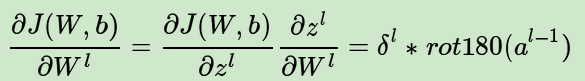 ∂J(W,b)/∂W^l = ∂J(W,b)/∂z^l ∂z^l/∂W^l = δ^l * rot180(a^{l−1})